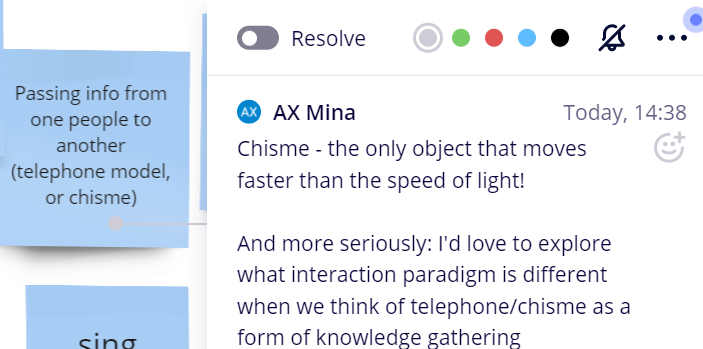 Passing info from
one people to
another
(telephone model,
or chisme)
sing
Resolve
AX AX Mina Today, 14:38
Chisme - the only object that moves
faster than the speed of light!
And more seriously: I'd love to explore
what interaction paradigm is different
when we think of telephone/chisme as a
form of knowledge gathering